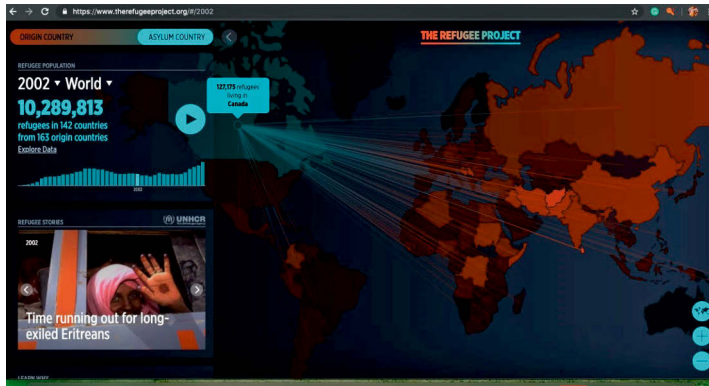 https://www.therefugeeproject.org/#/2002
ORIGIN COUNTRY
ASYLUM COUNTRY
THE REFUGEE PROJECT
REFUGEE POPULATION
2002 World
10,289,813
refugees in 142 countries
from 163 origin countries
Explore Data
2002
127,173 refugees
living in
Canada
REFUGEE STORIES
UNHCR
2002
Time running out for long-
exiled Eritreans